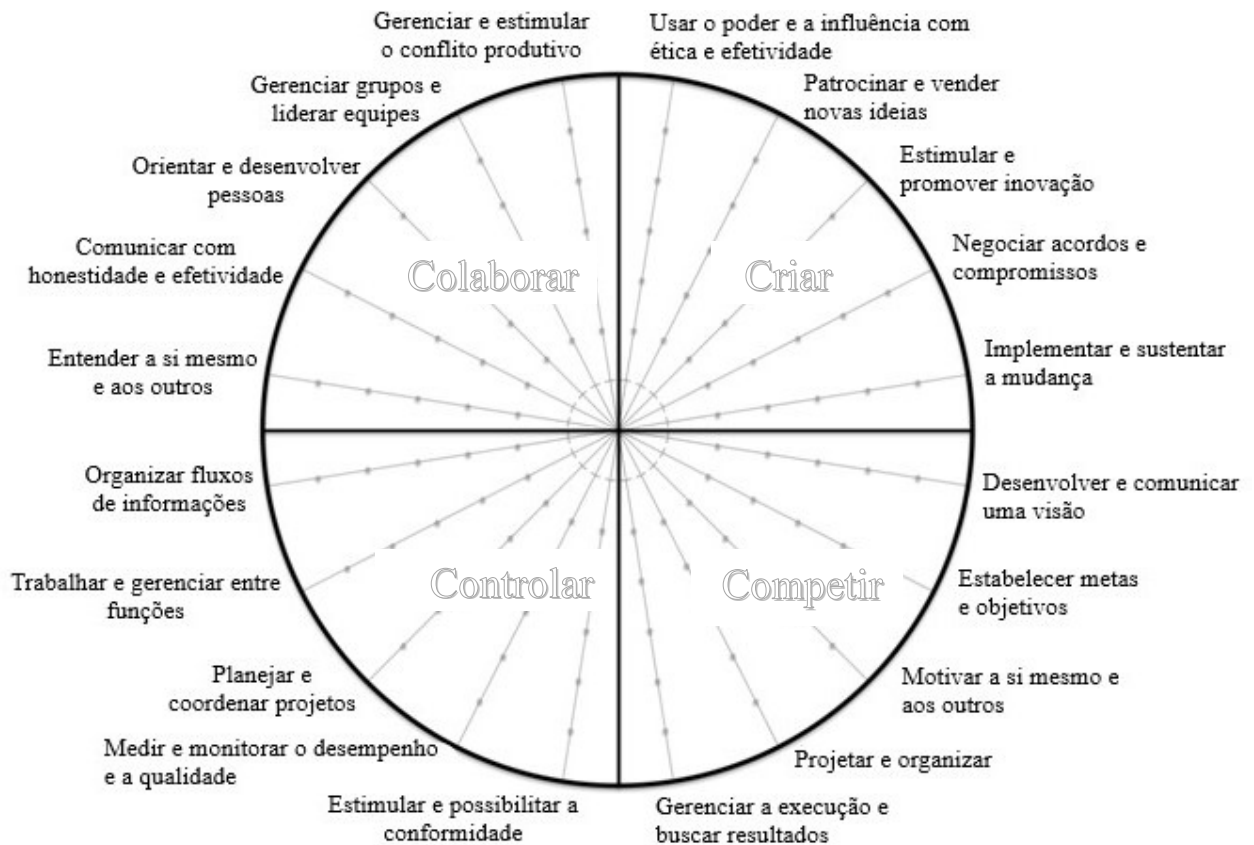 Gerenciar e estimular
o conflito produtivo
Usar o poder e a influência com
ética e efetividade
Gerenciar grupos e
liderar equipes
Patrocinar e vender
novas ideias
Orientar e desenvolver
pessoas
Estimular e
promover inovação
Comunicar com
honestidade e efetividade
Negociar acordos e
compromissos
Colaborar
Criar
Entender a si mesmo
e aos outros
Implementar e sustentar
a mudança
Organizar fluxos
de informações
Desenvolver e comunicar
uma visão
Trabalhar e gerenciar entre
funções
Controlar
Competir
Estabelecer metas
e objetivos
Planejar e
coordenar projetos
Motivar a si mesmo e
aos outros
Medir e monitorar o desempenho
e a qualidade
Projetar e organizar
Estimular e possibilitar a
conformidade
Gerenciar a execução e
buscar resultados